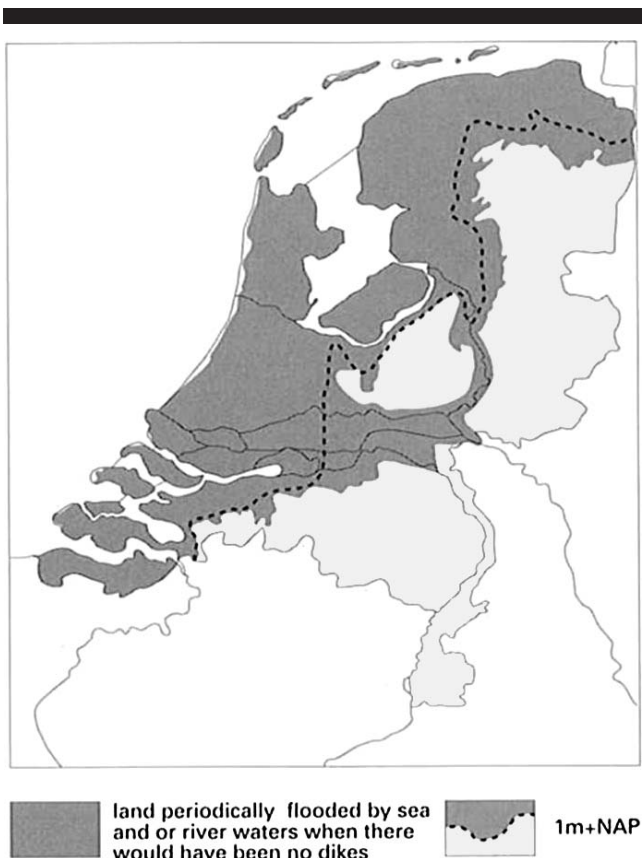 land periodically flooded by sea
and or river waters when there
would have been no dikes
1m+NAP